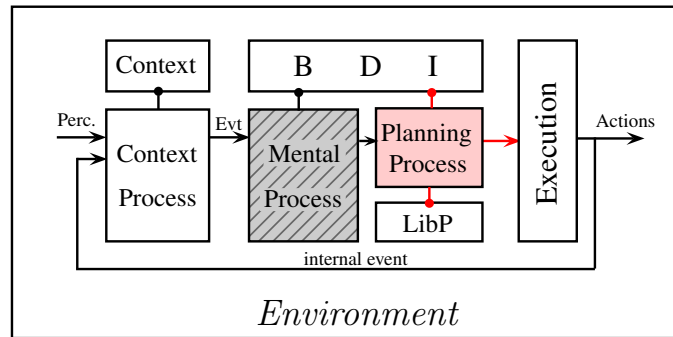 Context
B D I
Perc.
Context
Process
Evt
Mental
Process
Planning
Process
LibP
Execution
Actions
internal event
Environment